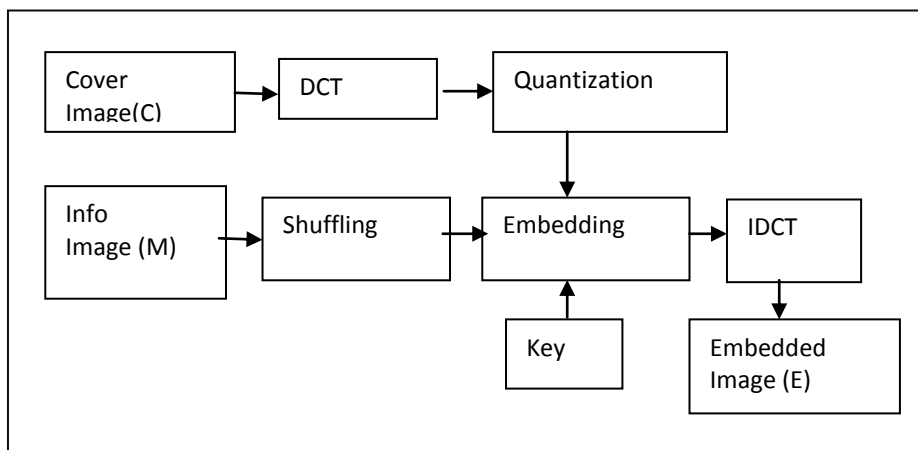 Cover
Image(C)
DCT
Quantization
Info
Image (M)
Shuffling
Embedding
IDCT
Key
Embedded
Image (E)